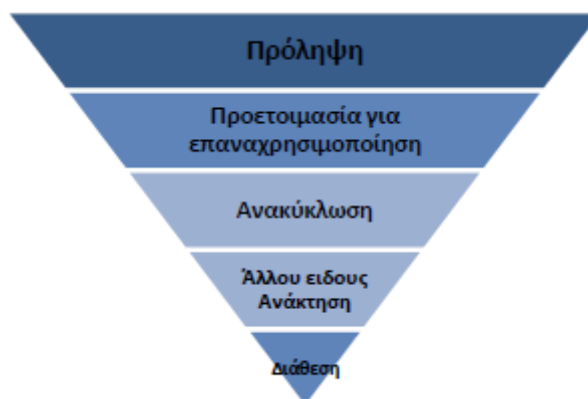 Πρόληψη
Προετοιμασία για
επαναχρησιμοποίηση
Ανακύκλωση
Άλλου ειδους
Ανάκτηση
Διάθεση